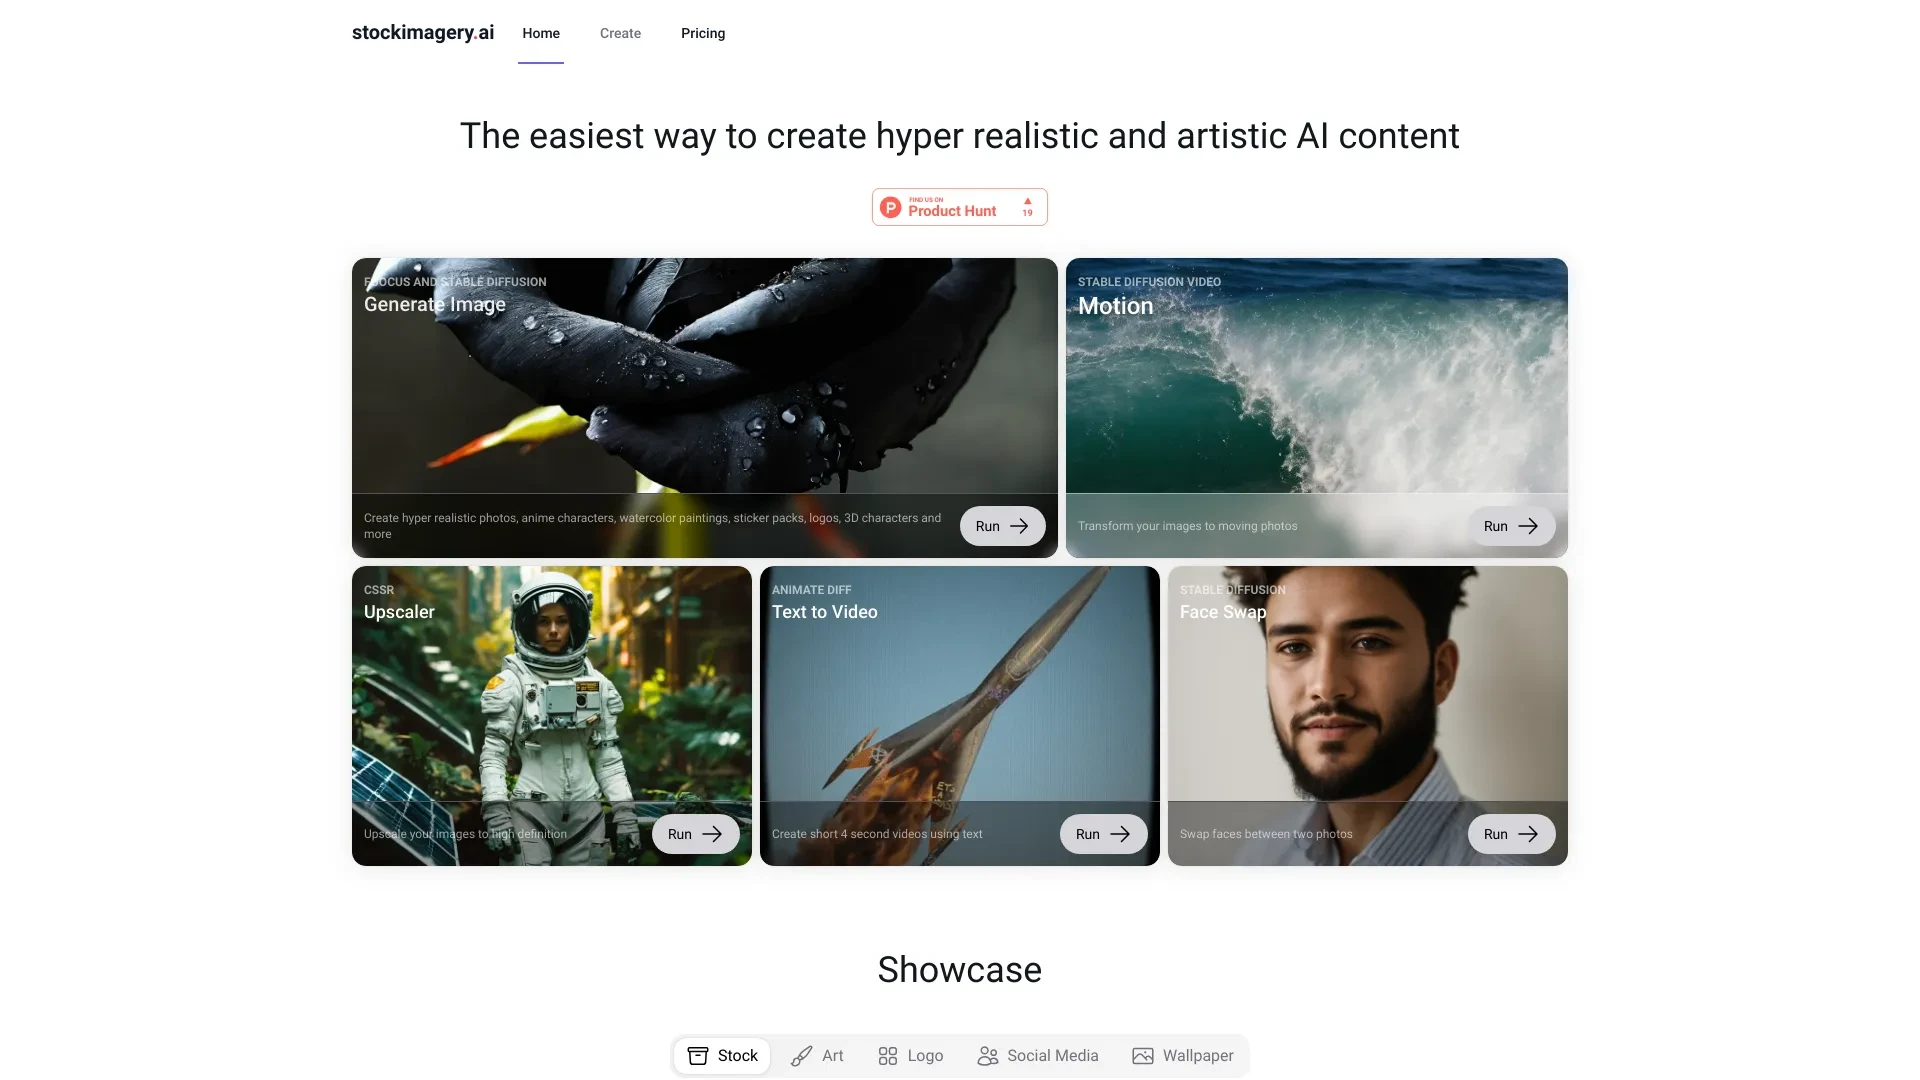 stockimagery.ai
Home
Create
Pricing
The easiest way to create hyper realistic and artistic AI content
FIND US ON
Product Hunt
19
FOOCUS AND STABLE DIFFUSION
Generate Image
Create hyper realistic photos, anime characters, watercolor paintings, sticker packs, logos, 3D characters and
more
Run
STABLE DIFFUSION VIDEO
Motion
Transform your images to moving photos
Run
CSSR
Upscaler
Upscale your images to high definition
Run
ANIMATE DIFF
Text to Video
Create short 4 second videos using text
Run
STABLE DIFFUSION
Face Swap
Swap faces between two photos
Run
Showcase
Stock
Art
Logo
Social Media
Wallpaper